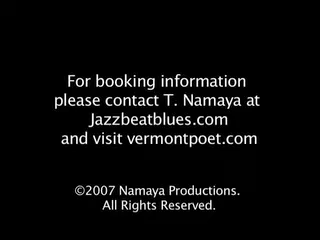 For booking information
please contact T. Namaya at
Jazzbeatblues.com
and visit vermontpoet.com
©2007 Namaya Productions.
All Rights Reserved.